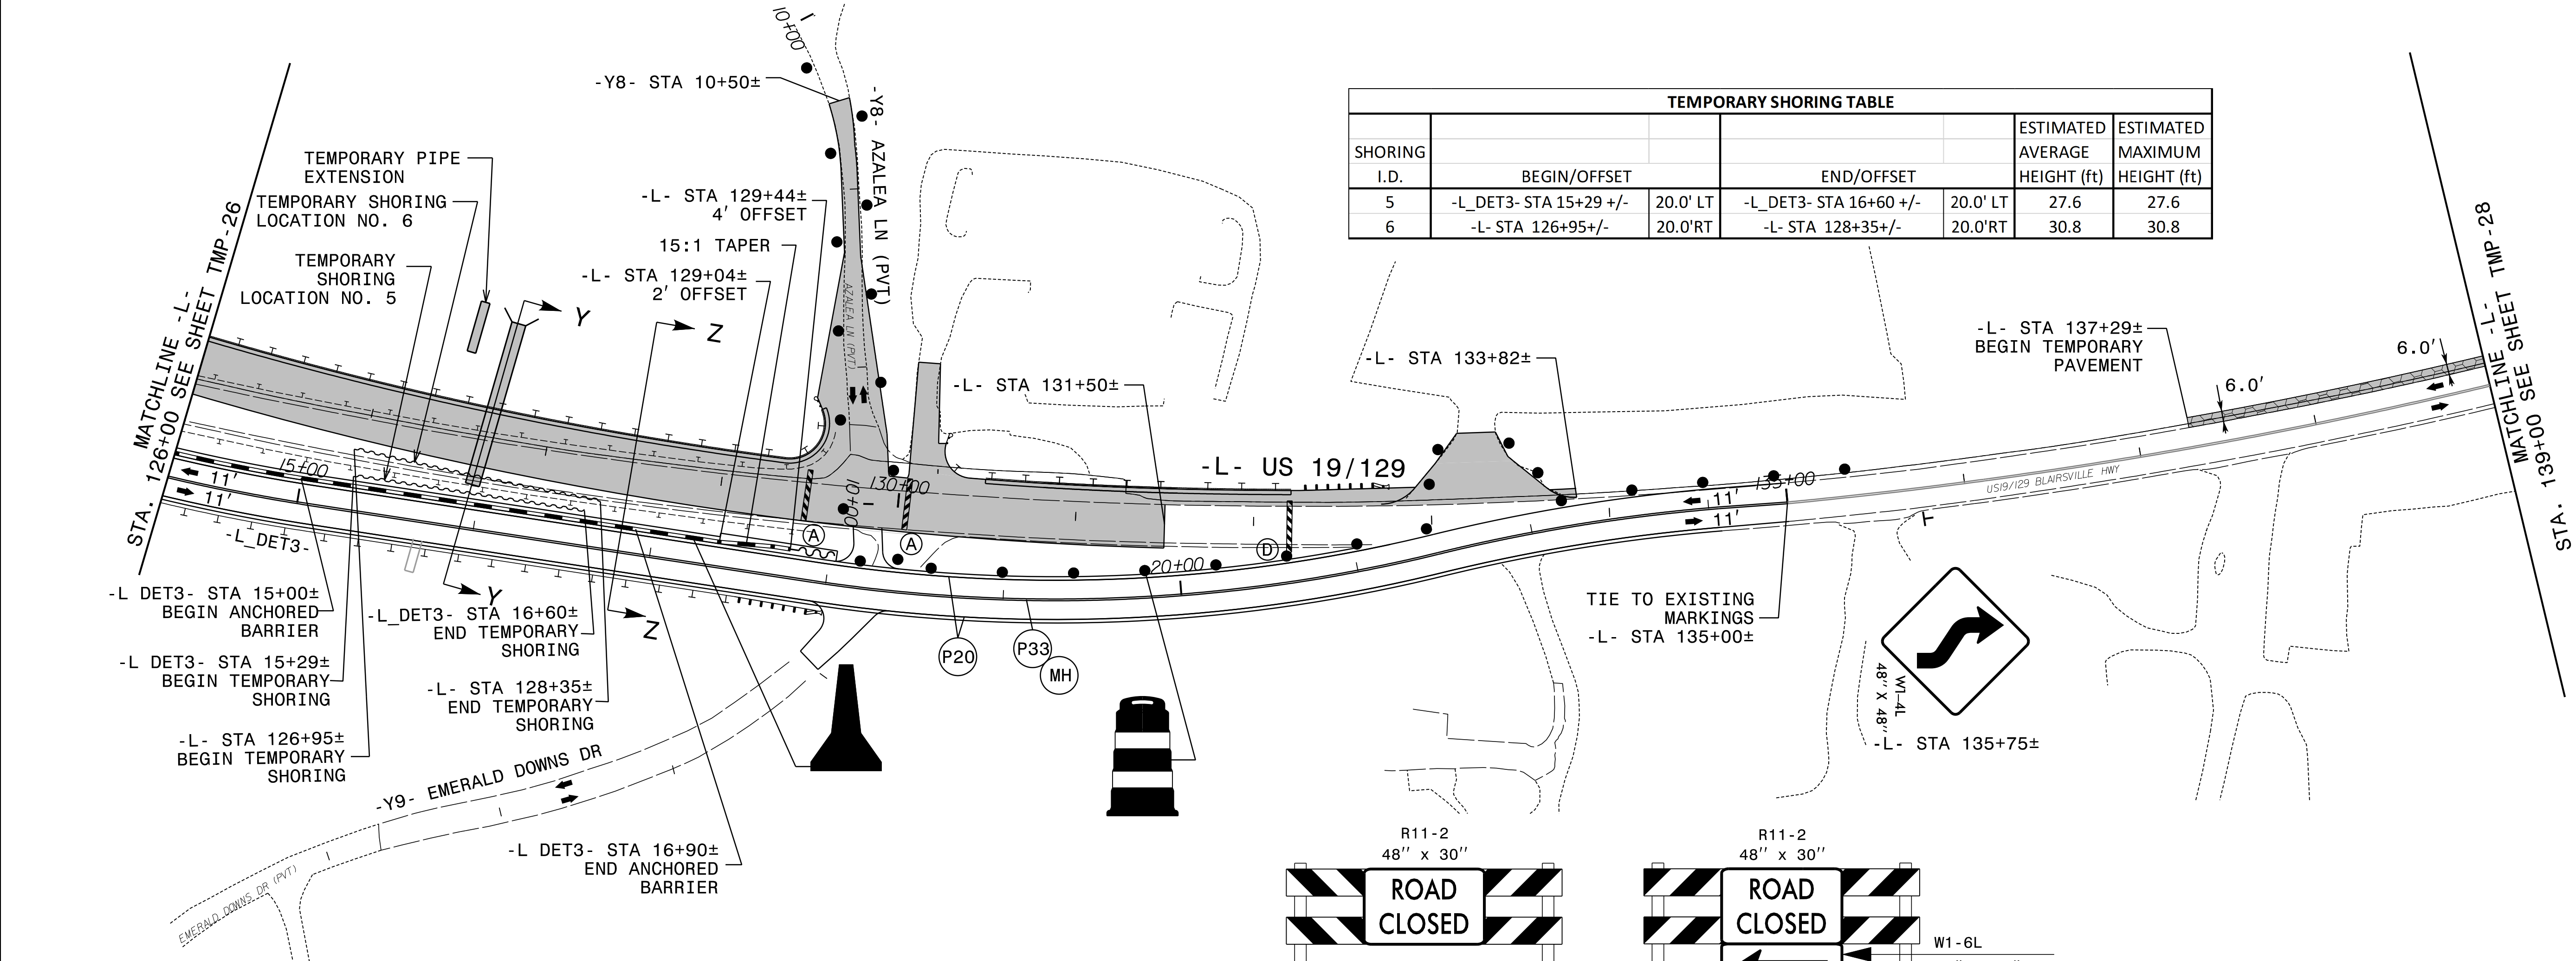 10+00
-Y8- STA 10+50±
-Y8- AZALEA LN (PVT)
AZALEA LN (PVT)
TEMPORARY PIPE
EXTENSION
TEMPORARY SHORING
LOCATION NO. 6
TEMPORARY
SHORING
LOCATION NO. 5
-L- STA 129+44±
4' OFFSET
15:1 TAPER
-L- STA 129+04±
2' OFFSET
MATCHLINE -L-
STA. 126+00 SEE SHEET TMP-26
Y
Z
TEMPORARY SHORING TABLE
SHORING I.D. BEGIN/OFFSET END/OFFSET ESTIMATED AVERAGE HEIGHT (ft) ESTIMATED MAXIMUM HEIGHT (ft)
5 -L_DET3- STA 15+29 +/- 20.0' LT -L_DET3- STA 16+60 +/- 20.0' LT 27.6 27.6
6 -L- STA 126+95+/- 20.0'RT -L- STA 128+35+/- 20.0'RT 30.8 30.8
-L- STA 131+50±
-L- STA 133+82±
-L- US 19/129
-L- STA 137+29±
BEGIN TEMPORARY
PAVEMENT
6.0'
6.0'
MATCHLINE -L-
STA. 139+00 SEE SHEET TMP-28
US19/129 BLAIRSVILLE HWY
15+00
11'
11'
130+00
10+00
A
A
D
20+00
135+00
11'
11'
-L_DET3-
Y
Z
-L DET3- STA 15+00±
BEGIN ANCHORED
BARRIER
-L_DET3- STA 16+60±
END TEMPORARY
SHORING
-L DET3- STA 15+29±
BEGIN TEMPORARY
SHORING
-L- STA 128+35±
END TEMPORARY
SHORING
-L- STA 126+95±
BEGIN TEMPORARY
SHORING
P20
P33
MH
TIE TO EXISTING
MARKINGS
-L- STA 135+00±
W1-4L
48" X 48"
-L- STA 135+75±
-Y9- EMERALD DOWNS DR
EMERALD DOWNS DR (PVT)
-L DET3- STA 16+90±
END ANCHORED
BARRIER
R11-2
48" x 30"
ROAD
CLOSED
R11-2
48" x 30"
ROAD
CLOSED
W1-6L